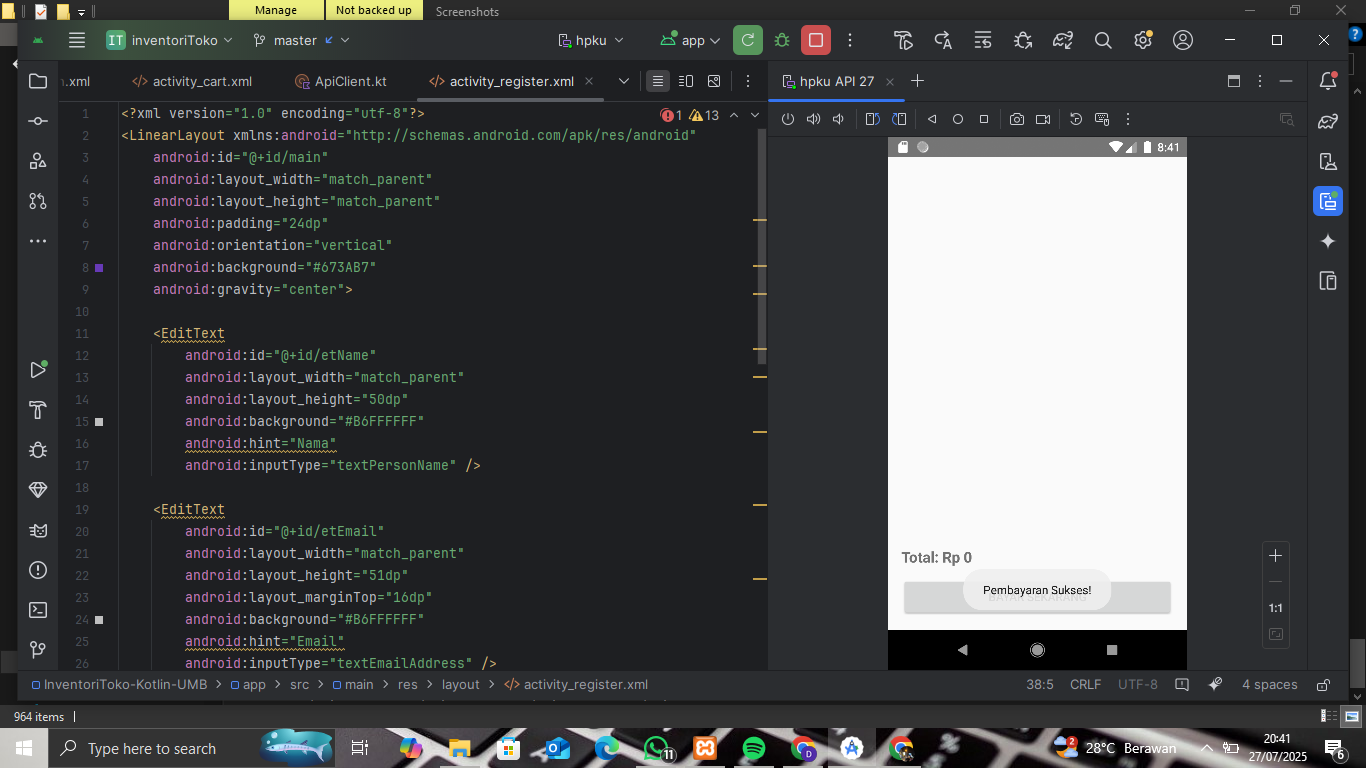 Manage
Not backed up
Screenshots
IT
inventoriToko
master
hpku
app
n.xml
activity_cart.xml
ApiClient.kt
activity_register.xml
hpku API 27
1 <?xml version="1.0" encoding="utf-8"?>
1 13
2 <LinearLayout xmlns:android="http://schemas.android.com/apk/res/android"
3 android:id="@+id/main"
4 android:layout_width="match_parent"
5 android:layout_height="match_parent"
6 android:padding="24dp"
7 android:orientation="vertical"
8 android:background="#673AB7"
9 android:gravity="center">
10
11 <EditText
12 android:id="@+id/etName"
13 android:layout_width="match_parent"
14 android:layout_height="50dp"
15 android:background="#B6FFFFFF"
16 android:hint="Nama"
17 android:inputType="textPersonName" />
18
19 <EditText
20 android:id="@+id/etEmail"
21 android:layout_width="match_parent"
22 android:layout_height="51dp"
23 android:layout_marginTop="16dp"
24 android:background="#B6FFFFFF"
25 android:hint="Email"
26 android:inputType="textEmailAddress" />
8:41
Total: Rp 0
Pembayaran Sukses!
1:1
InventoriToko-Kotlin-UMB > app > src > main > res > layout > activity_register.xml
38:5
CRLF
UTF-8
4 spaces
964 items
Type here to search
11
D
2
28°C Berawan
20:41
27/07/2025
6